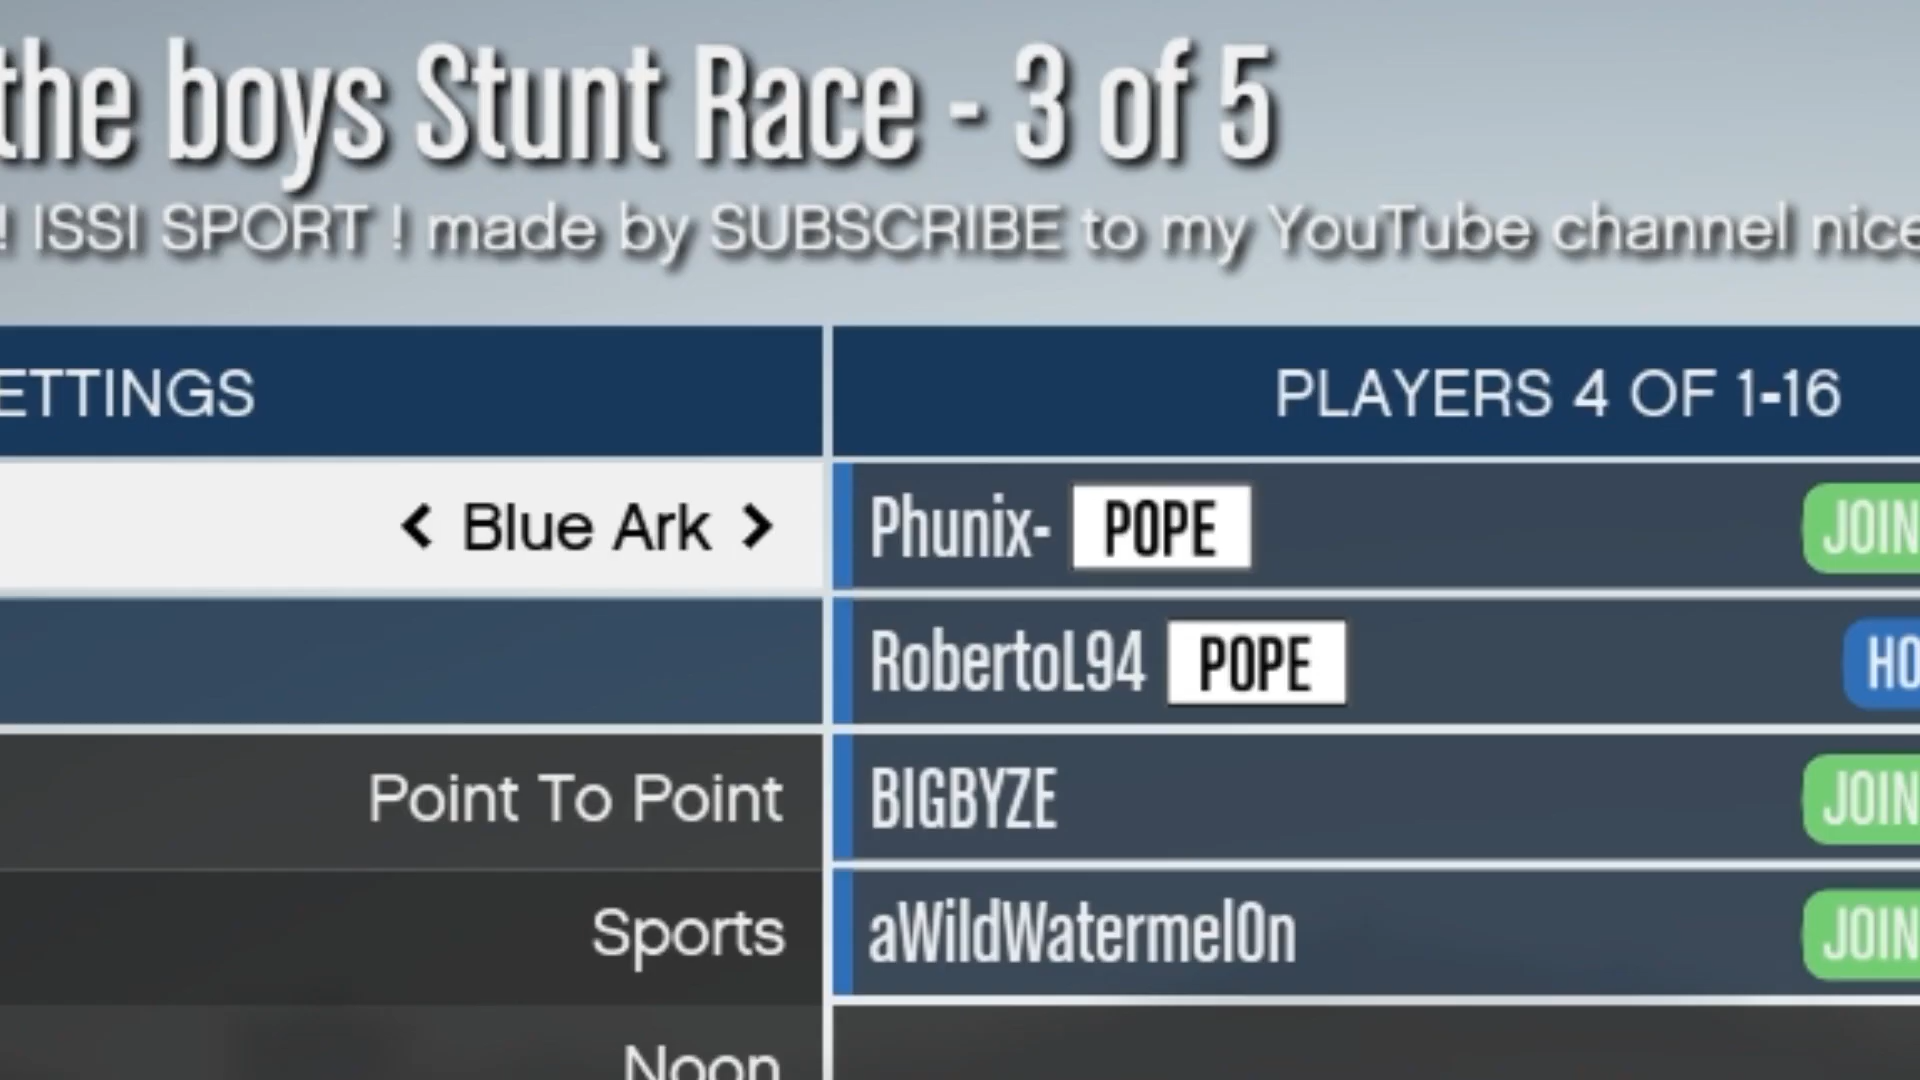 the boys Stunt Race - 3 of 5
! ISSI SPORT ! made by SUBSCRIBE to my YouTube channel nice
ETTINGS
PLAYERS 4 OF 1-16
< Blue Ark >
Phunix- POPE JOIN
RobertoL94 POPE HO
Point To Point
BIGBYZE JOIN
Sports
aWildWatermel0n JOIN
Noon